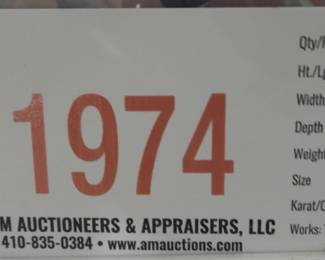 1974
M AUCTIONEERS & APPRAISERS, LLC
410-835-0384 • www.amauctions.com
Qty/
Ht./Lg
Width
Depth
Weight
Size
Karat/
Works: